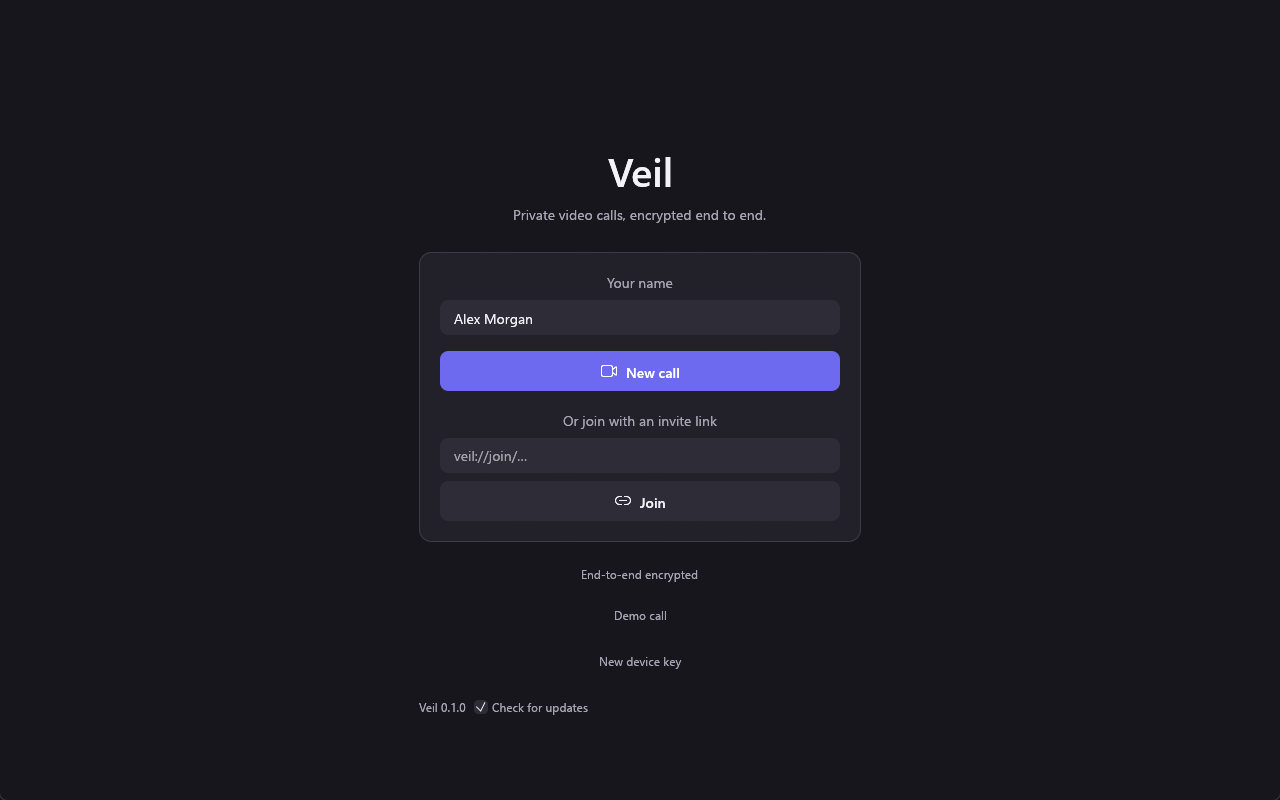 Veil
Private video calls, encrypted end to end.
Your name
Alex Morgan
New call
Or join with an invite link
veil://join/...
Join
End-to-end encrypted
Demo call
New device key
Veil 0.1.0 Check for updates